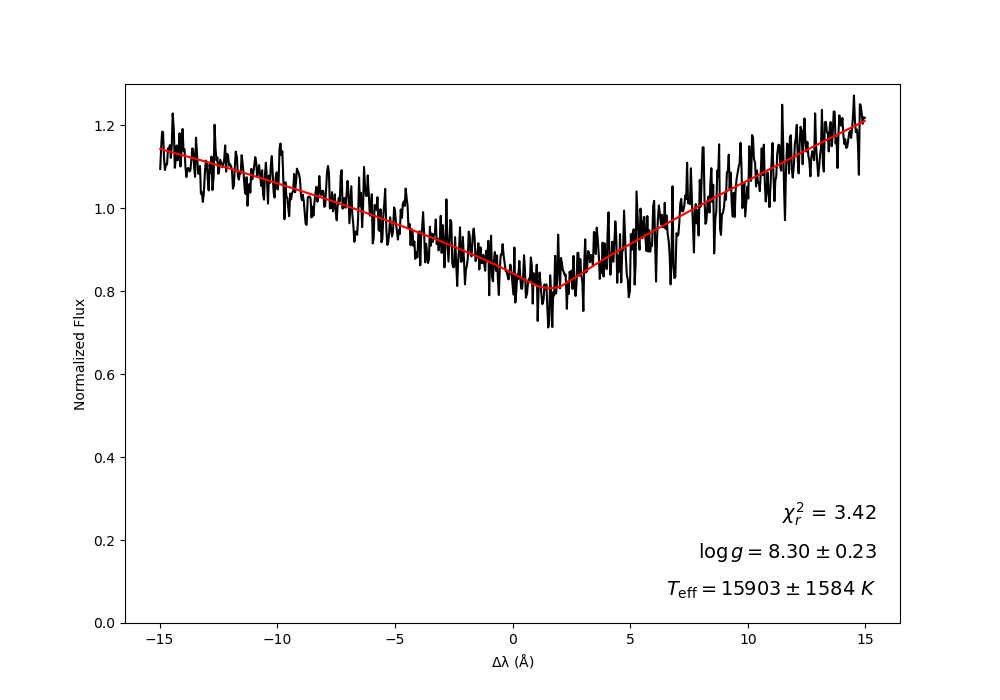 1.2
1.0
0.8
0.6
0.4
0.2
0.0
Normalized Flux
χ²ᵣ = 3.42
log g = 8.30 ± 0.23
T_eff = 15903 ± 1584 K
−15 −10 −5 0 5 10 15
Δλ (Å)